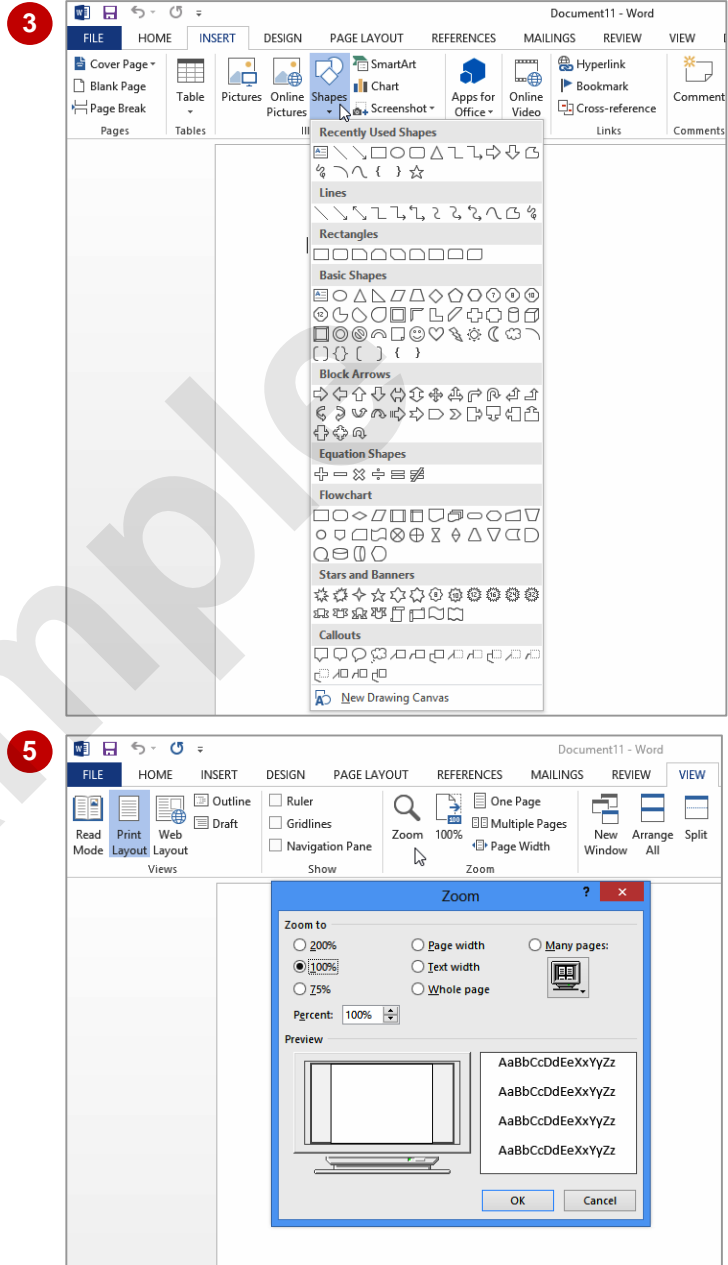 3
Document11 - Word
FILE HOME INSERT DESIGN PAGE LAYOUT REFERENCES MAILINGS REVIEW VIEW
Cover Page SmartArt Hyperlink
Blank Page Chart Bookmark
Page Break Table Pictures Online Pictures Shapes Screenshot Apps for Office Online Video Cross-reference Comment
Pages Tables Links Comments
Recently Used Shapes
Lines
Rectangles
Basic Shapes
Block Arrows
Equation Shapes
Flowchart
Stars and Banners
Callouts
New Drawing Canvas
5
Document11 - Word
FILE HOME INSERT DESIGN PAGE LAYOUT REFERENCES MAILINGS REVIEW VIEW
Outline Ruler One Page
Draft Gridlines Multiple Pages
Read Mode Print Layout Web Layout Navigation Pane Zoom 100% Page Width New Window Arrange All Split
Views Show Zoom
Zoom ?
Zoom to
200% Page width Many pages:
100% Text width
75% Whole page
Percent: 100%
Preview
AaBbCcDdEeXxYyZz
AaBbCcDdEeXxYyZz
AaBbCcDdEeXxYyZz
AaBbCcDdEeXxYyZz
OK Cancel